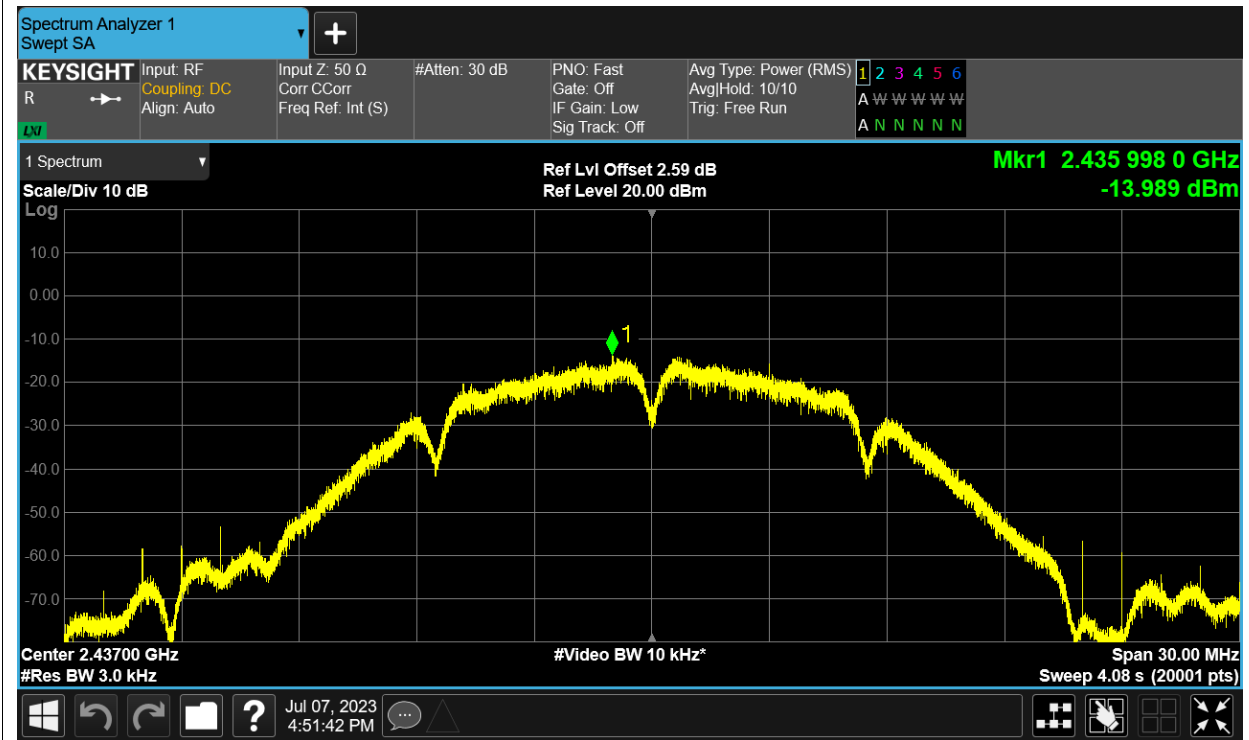 Spectrum Analyzer 1
Swept SA
KEYSIGHT
R
LXI
Input: RF
Coupling: DC
Align: Auto
Input Z: 50 Ω
Corr CCorr
Freq Ref: Int (S)
#Atten: 30 dB
PNO: Fast
Gate: Off
IF Gain: Low
Sig Track: Off
Avg Type: Power (RMS)
Avg|Hold: 10/10
Trig: Free Run
1 2 3 4 5 6
A W W W W W
A N N N N N
1 Spectrum
Scale/Div 10 dB
Ref Lvl Offset 2.59 dB
Ref Level 20.00 dBm
Mkr1 2.435 998 0 GHz
-13.989 dBm
Log
10.0
0.00
-10.0
1
-20.0
-30.0
-40.0
-50.0
-60.0
-70.0
Center 2.43700 GHz
#Res BW 3.0 kHz
#Video BW 10 kHz*
Span 30.00 MHz
Sweep 4.08 s (20001 pts)
?
Jul 07, 2023
4:51:42 PM